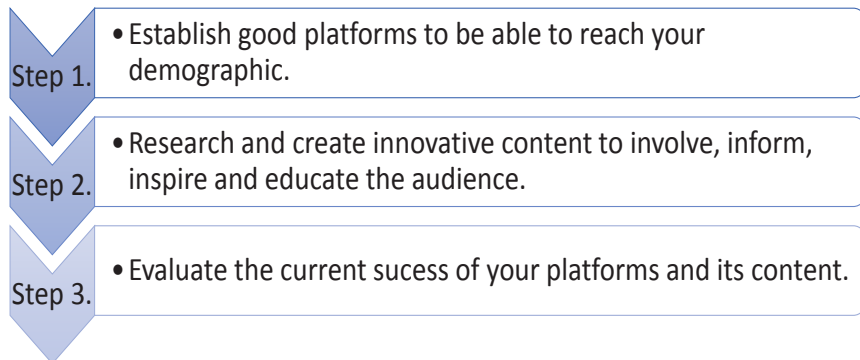 Step 1.
• Establish good platforms to be able to reach your
demographic.
Step 2.
• Research and create innovative content to involve, inform,
inspire and educate the audience.
Step 3.
• Evaluate the current sucess of your platforms and its content.